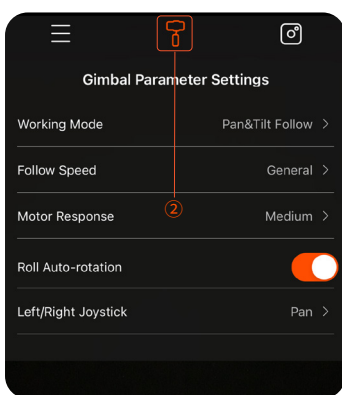 Gimbal Parameter Settings
Working Mode Pan&Tilt Follow >
Follow Speed General >
②
Motor Response Medium >
Roll Auto-rotation
Left/Right Joystick Pan >